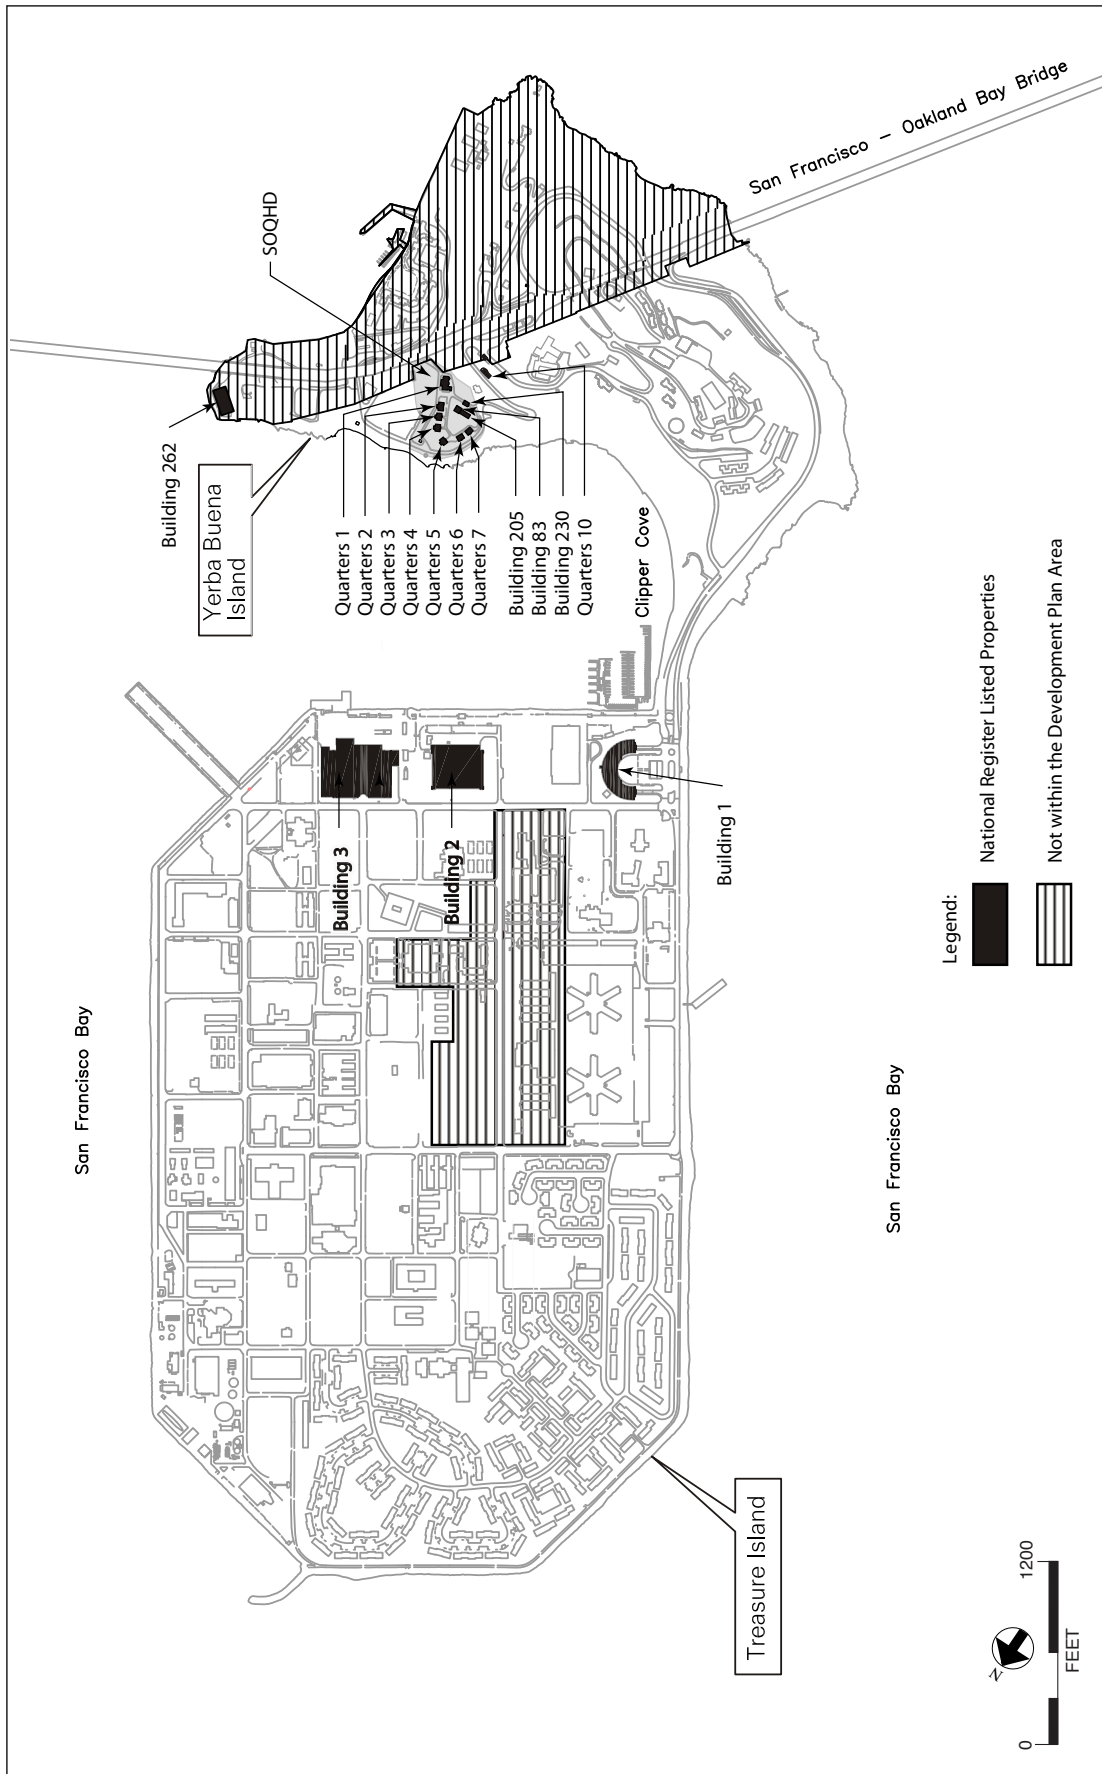 San Francisco – Oakland Bay Bridge
SOQHD
Building 262
Yerba Buena
Island
Quarters 1
Quarters 2
Quarters 3
Quarters 4
Quarters 5
Quarters 6
Quarters 7
Building 205
Building 83
Building 230
Quarters 10
Clipper Cove
Building 3
Building 2
Building 1
San Francisco Bay
San Francisco Bay
Treasure Island
Legend:
National Register Listed Properties
Not within the Development Plan Area
N
0
1200
FEET